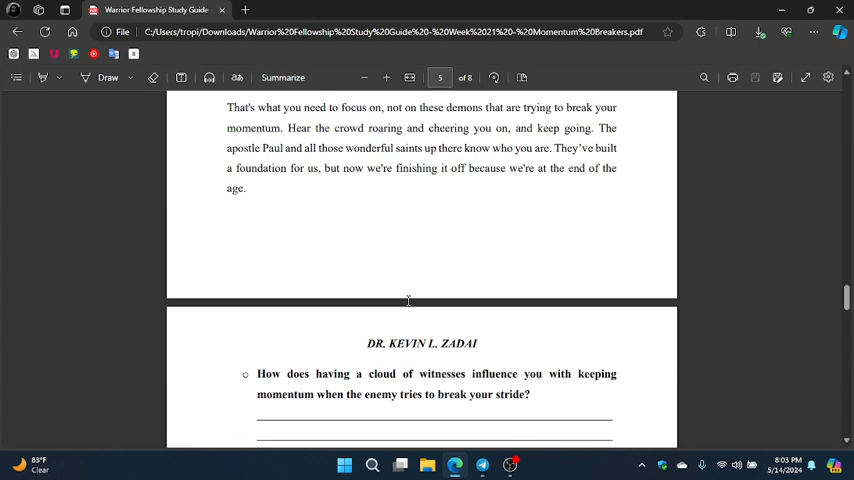 Warrior Fellowship Study Guide -
File
C:/Users/tropi/Downloads/Warrior%20Fellowship%20Study%20Guide%20-%20Week%2021%20-%20Momentum%20Breakers.pdf
Draw
Summarize
5 of 8
That's what you need to focus on, not on these demons that are trying to break your
momentum. Hear the crowd roaring and cheering you on, and keep going. The
apostle Paul and all those wonderful saints up there know who you are. They've built
a foundation for us, but now we're finishing it off because we're at the end of the
age.
DR. KEVIN L. ZADAI
How does having a cloud of witnesses influence you with keeping
momentum when the enemy tries to break your stride?
83°F
Clear
8:03 PM
5/14/2024